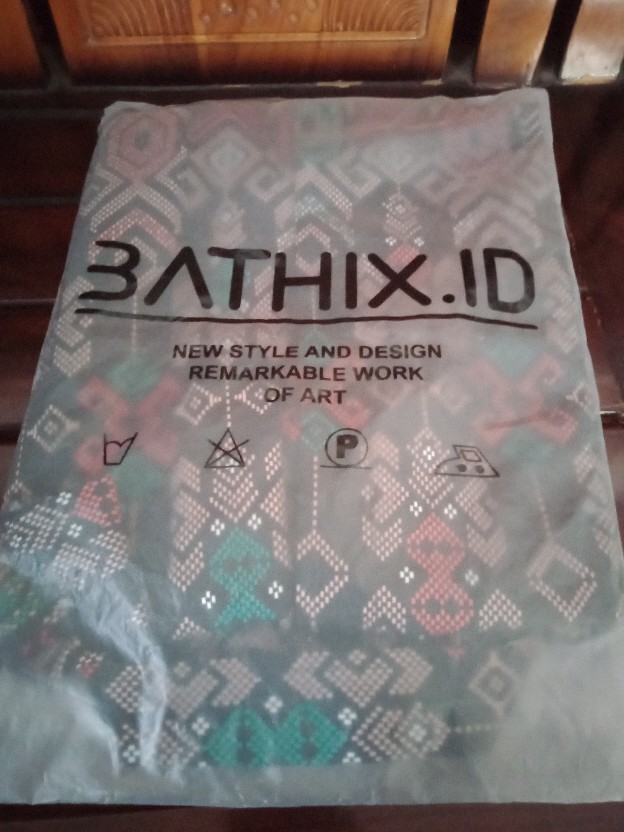 BATHIX.ID
NEW STYLE AND DESIGN
REMARKABLE WORK
OF ART
P